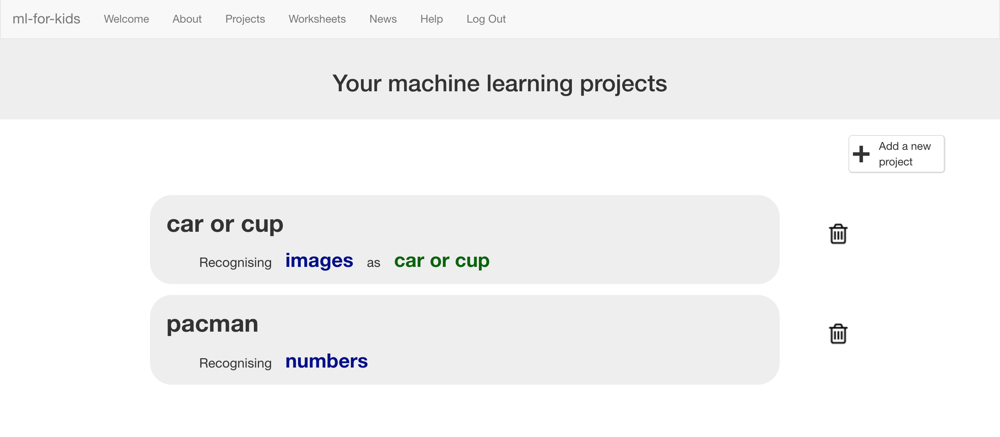 ml-for-kids Welcome About Projects Worksheets News Help Log Out
Your machine learning projects
Add a new
project
car or cup
Recognising images as car or cup
pacman
Recognising numbers